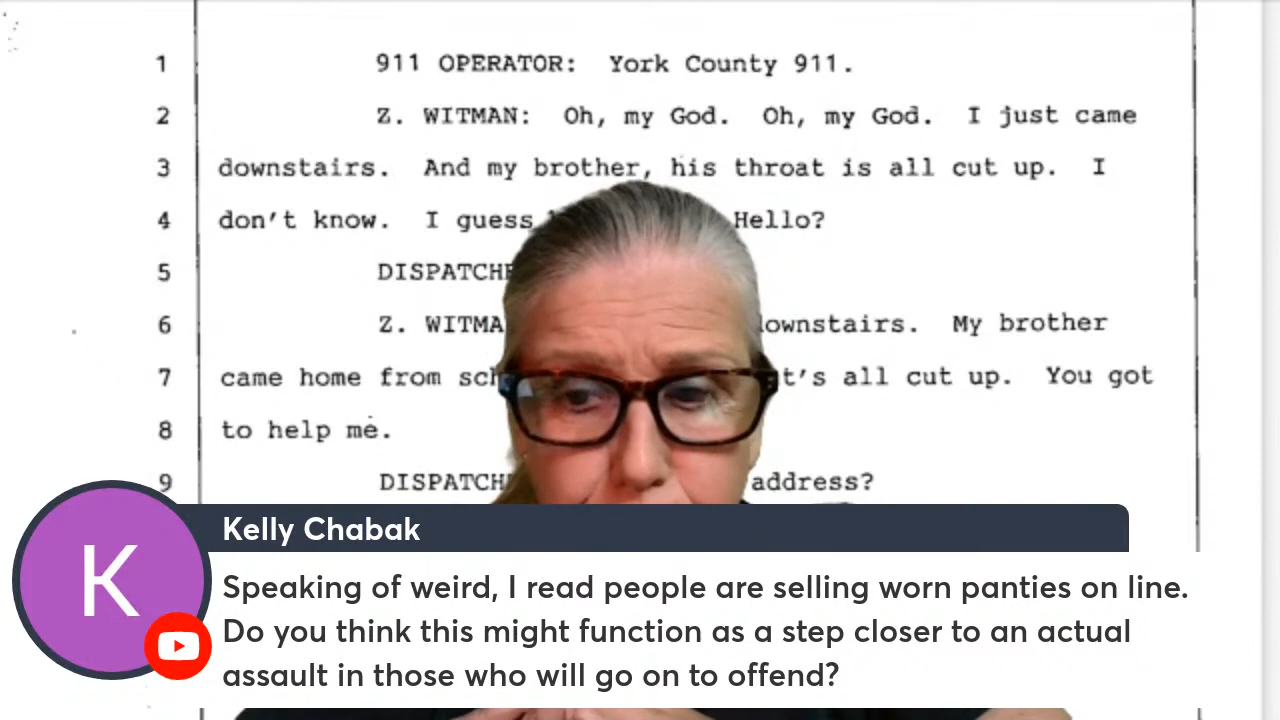 1 911 OPERATOR: York County 911.
2 Z. WITMAN: Oh, my God. Oh, my God. I just came
3 downstairs. And my brother, his throat is all cut up. I
4 don't know. I guess Hello?
5 DISPATCHE
6 Z. WITMA downstairs. My brother
7 came home from sch t's all cut up. You got
8 to help me.
9 DISPATCH address?
K
Kelly Chabak
Speaking of weird, I read people are selling worn panties on line.
Do you think this might function as a step closer to an actual
assault in those who will go on to offend?